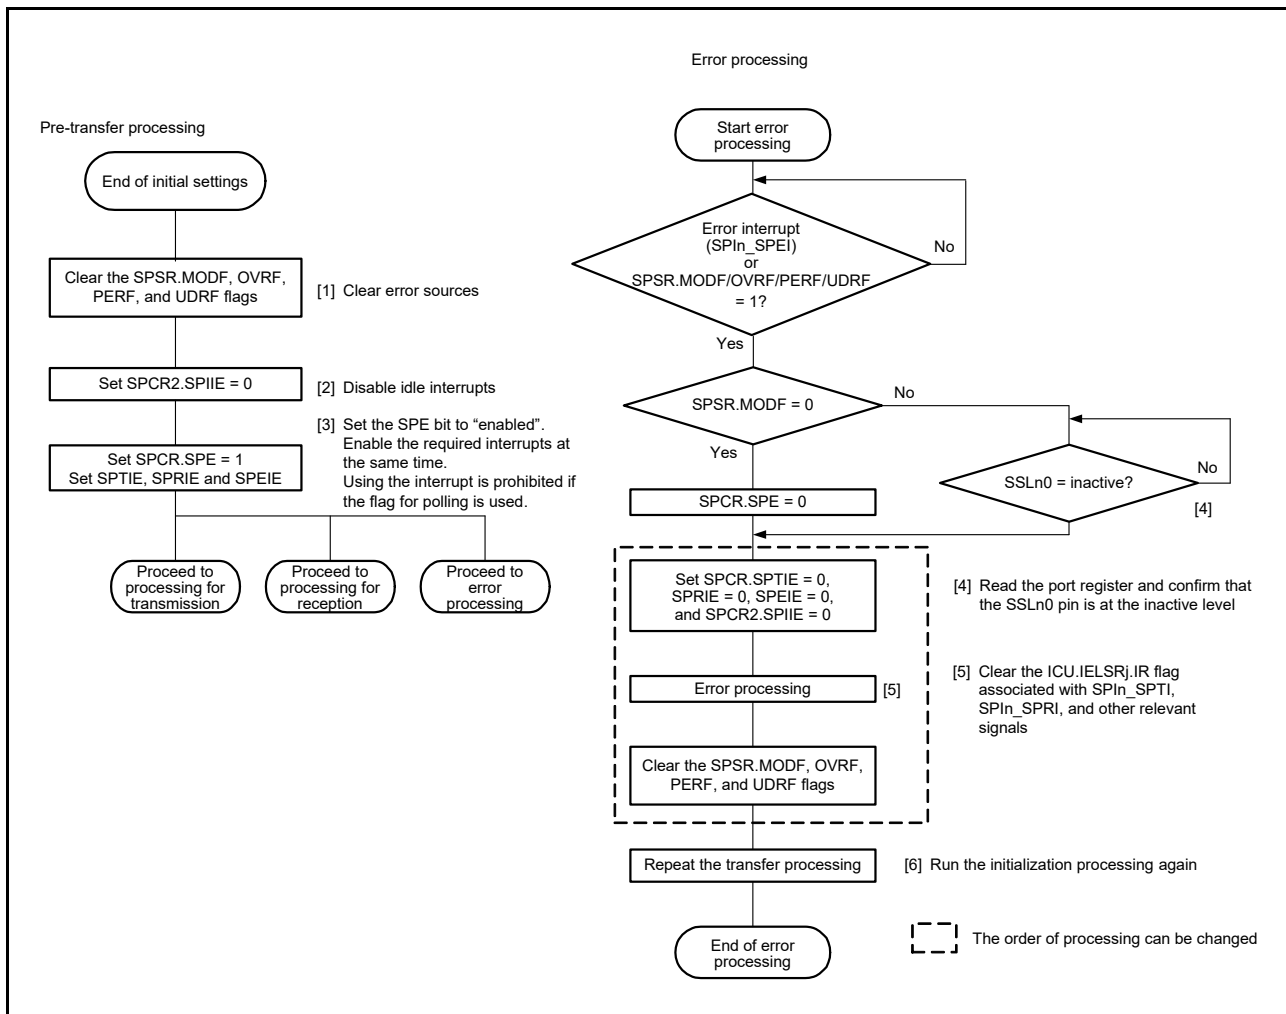 Error processing
Pre-transfer processing
End of initial settings
Clear the SPSR.MODF, OVRF,
PERF, and UDRF flags
[1] Clear error sources
Set SPCR2.SPIIE = 0
[2] Disable idle interrupts
Set SPCR.SPE = 1
Set SPTIE, SPRIE and SPEIE
[3] Set the SPE bit to “enabled”.
Enable the required interrupts at
the same time.
Using the interrupt is prohibited if
the flag for polling is used.
Proceed to
processing for
transmission
Proceed to
processing for
reception
Proceed to
error
processing
Start error
processing
Error interrupt
(SPIn_SPEI)
or
SPSR.MODF/OVRF/PERF/UDRF
= 1?
No
Yes
SPSR.MODF = 0
No
Yes
SSLn0 = inactive?
No
[4]
SPCR.SPE = 0
Set SPCR.SPTIE = 0,
SPRIE = 0, SPEIE = 0,
and SPCR2.SPIIE = 0
[4] Read the port register and confirm that
the SSLn0 pin is at the inactive level
Error processing
[5]
[5] Clear the ICU.IELSRj.IR flag
associated with SPIn_SPTI,
SPIn_SPRI, and other relevant
signals
Clear the SPSR.MODF, OVRF,
PERF, and UDRF flags
Repeat the transfer processing
[6] Run the initialization processing again
End of error
processing
The order of processing can be changed